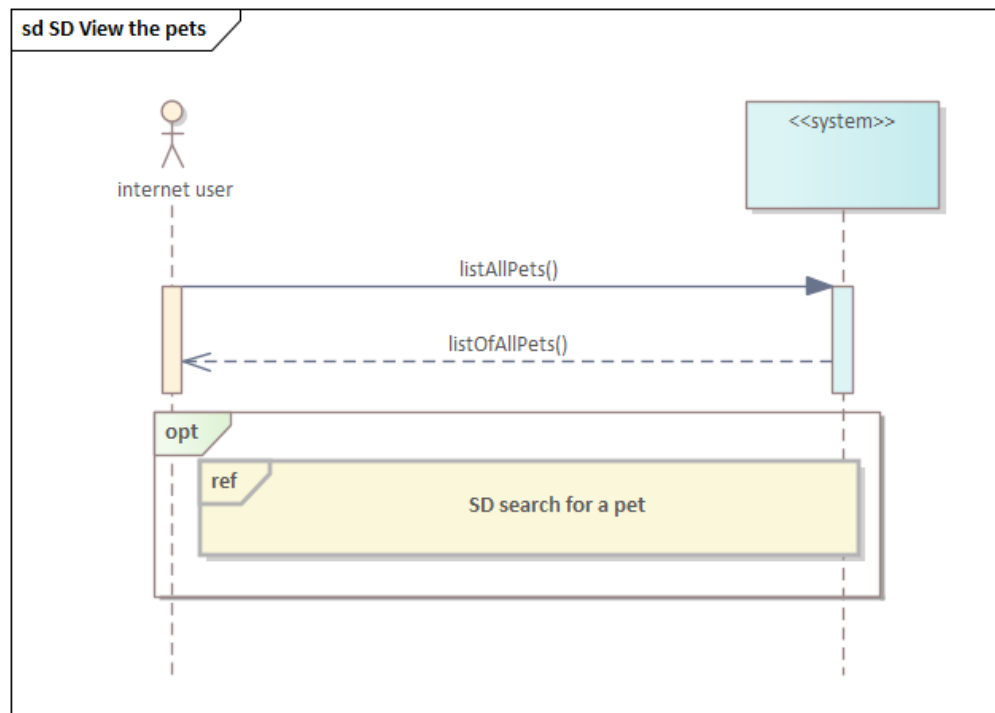 sd SD View the pets
<<system>>
internet user
listAllPets()
listOfAllPets()
opt
ref
SD search for a pet